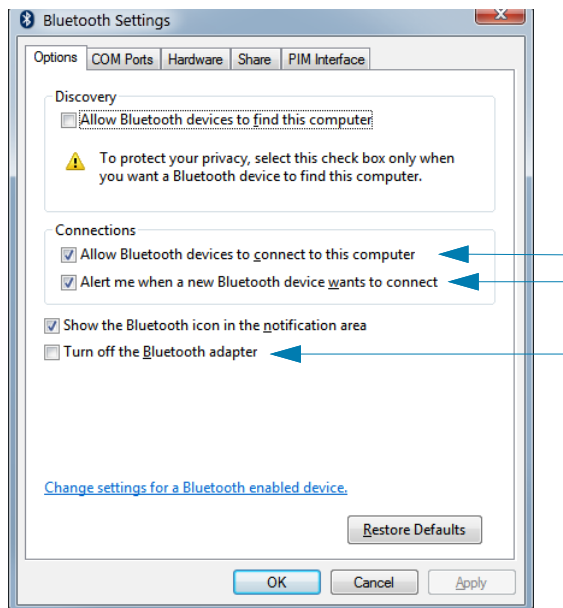 Bluetooth Settings
Options COM Ports Hardware Share PIM Interface
Discovery
Allow Bluetooth devices to find this computer
To protect your privacy, select this check box only when
you want a Bluetooth device to find this computer.
Connections
Allow Bluetooth devices to connect to this computer
Alert me when a new Bluetooth device wants to connect
Show the Bluetooth icon in the notification area
Turn off the Bluetooth adapter
Change settings for a Bluetooth enabled device.
Restore Defaults
OK Cancel Apply